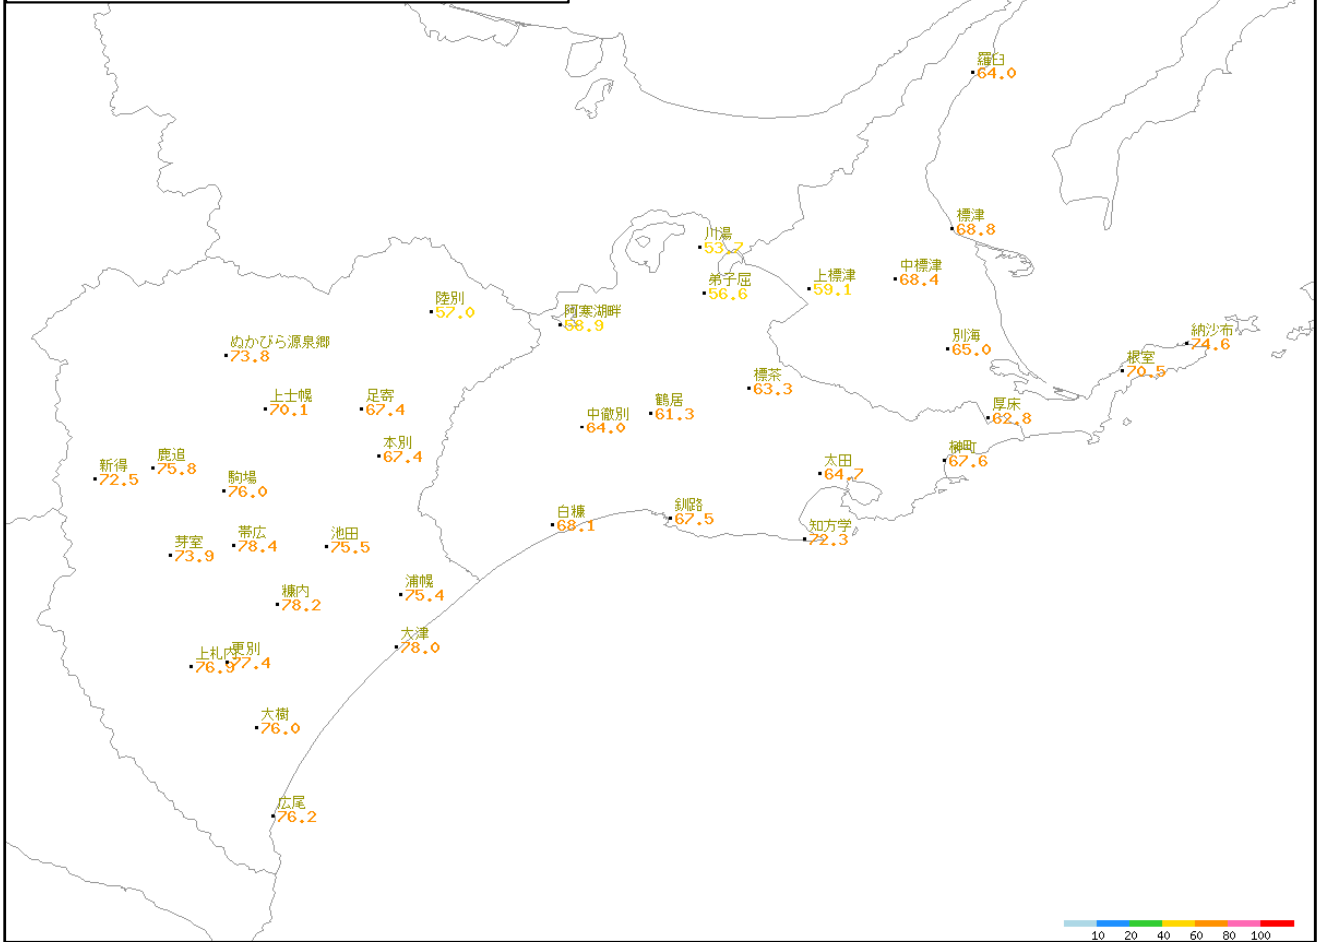 羅臼
64.0
標津
68.8
川湯
53.7
中標津
68.4
上標津
59.1
弟子屈
56.6
陸別
57.0
阿寒湖畔
58.9
納沙布
74.6
ぬかびら源泉郷
73.8
別海
65.0
根室
70.5
標茶
63.3
上士幌
70.1
足寄
67.4
鶴居
61.3
厚床
62.8
中徹別
64.0
本別
67.4
榊町
67.6
鹿追
75.8
新得
72.5
太田
64.7
駒場
76.0
釧路
67.5
白糠
68.1
知方学
72.3
帯広
78.4
池田
75.5
芽室
73.9
浦幌
75.4
糠内
78.2
大津
78.0
更別
77.4
上札内
76.9
大樹
76.0
広尾
76.2
10 20 40 60 80 100